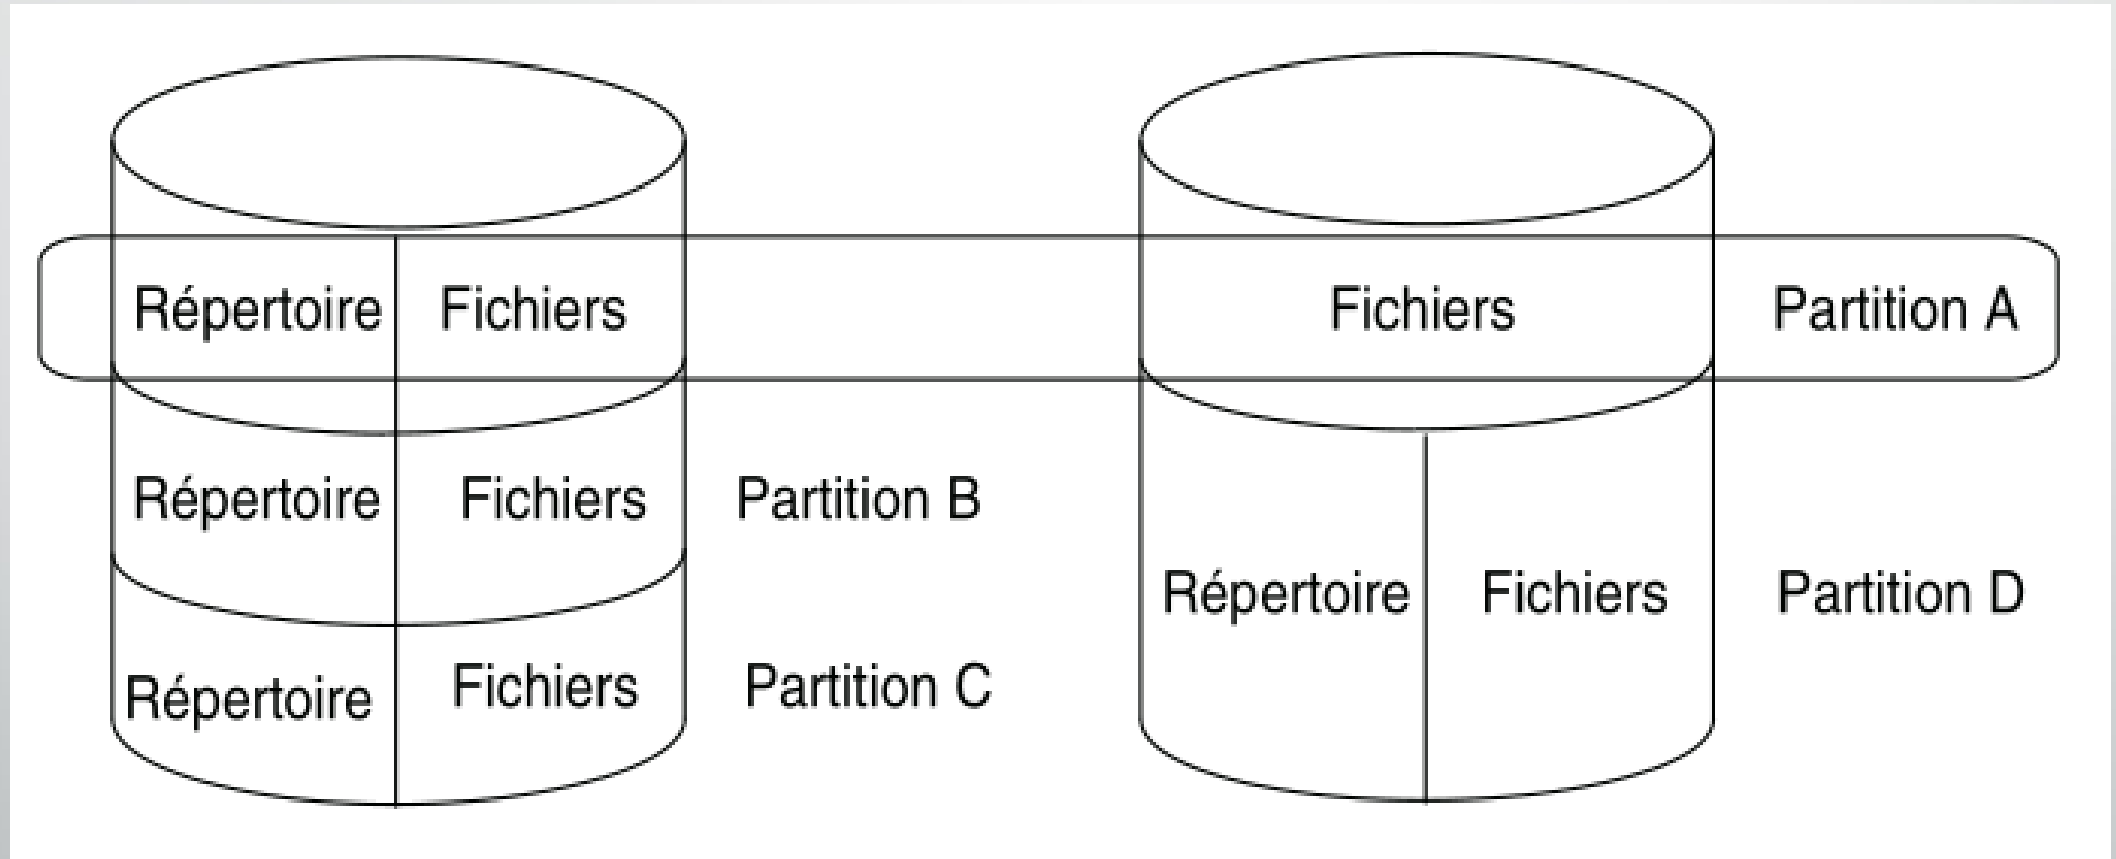 Répertoire Fichiers Fichiers Partition A
Répertoire Fichiers Partition B
Répertoire Fichiers Partition D
Répertoire Fichiers Partition C